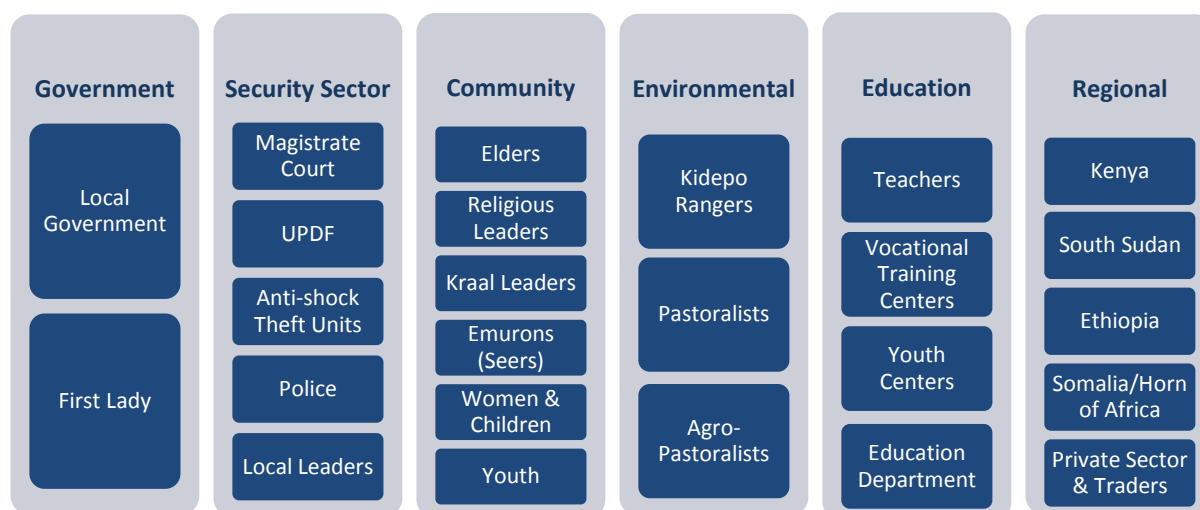 Government
Local
Government
First Lady
Security Sector
Magistrate
Court
UPDF
Anti-shock
Theft Units
Police
Local Leaders
Community
Elders
Religious
Leaders
Kraal Leaders
Emurons
(Seers)
Women &
Children
Youth
Environmental
Kidepo
Rangers
Pastoralists
Agro-
Pastoralists
Education
Teachers
Vocational
Training
Centers
Youth
Centers
Education
Department
Regional
Kenya
South Sudan
Ethiopia
Somalia/Horn
of Africa
Private Sector
& Traders